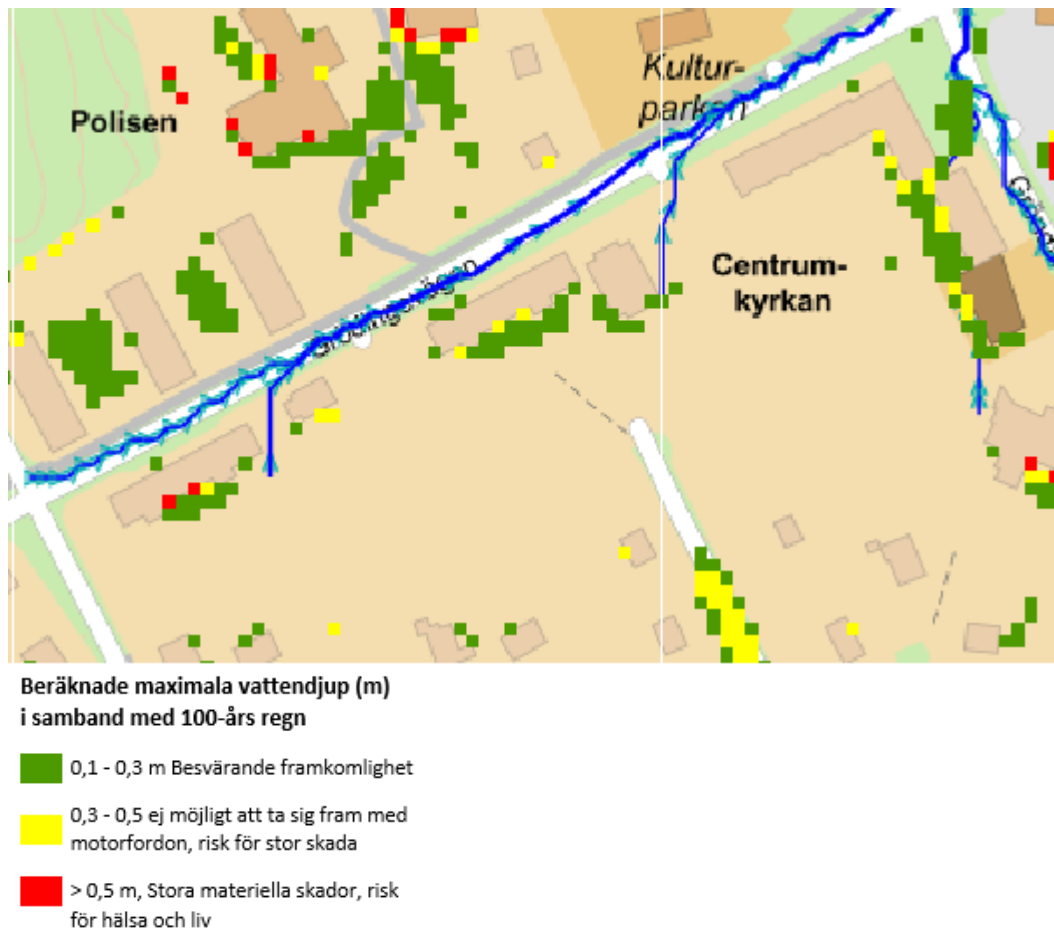 Kultur-
parken
Polisen
Centrum-
kyrkan
Beräknade maximala vattendjup (m)
i samband med 100-års regn
0,1 - 0,3 m Besvärande framkomlighet
0,3 - 0,5 ej möjligt att ta sig fram med
motorfordon, risk för stor skada
> 0,5 m, Stora materiella skador, risk
för hälsa och liv